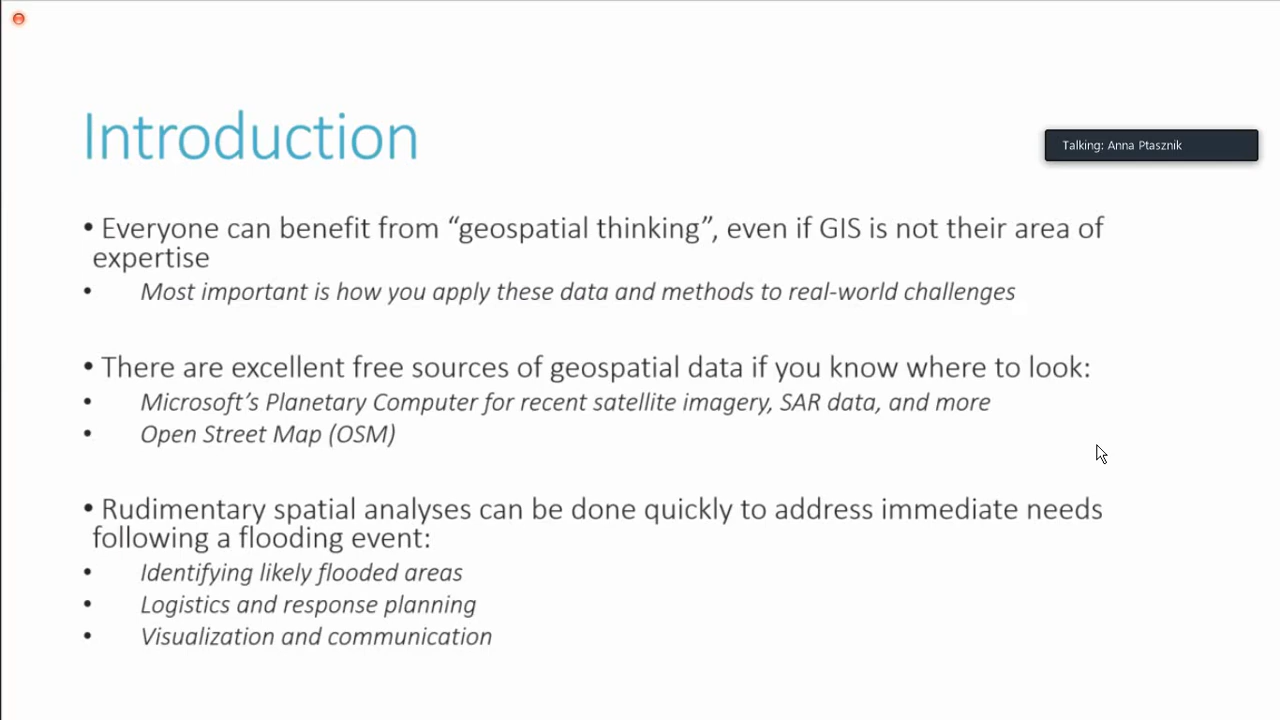 Introduction
Talking: Anna Ptasznik
• Everyone can benefit from “geospatial thinking”, even if GIS is not their area of
expertise
• Most important is how you apply these data and methods to real-world challenges
• There are excellent free sources of geospatial data if you know where to look:
• Microsoft’s Planetary Computer for recent satellite imagery, SAR data, and more
• Open Street Map (OSM)
• Rudimentary spatial analyses can be done quickly to address immediate needs
following a flooding event:
• Identifying likely flooded areas
• Logistics and response planning
• Visualization and communication